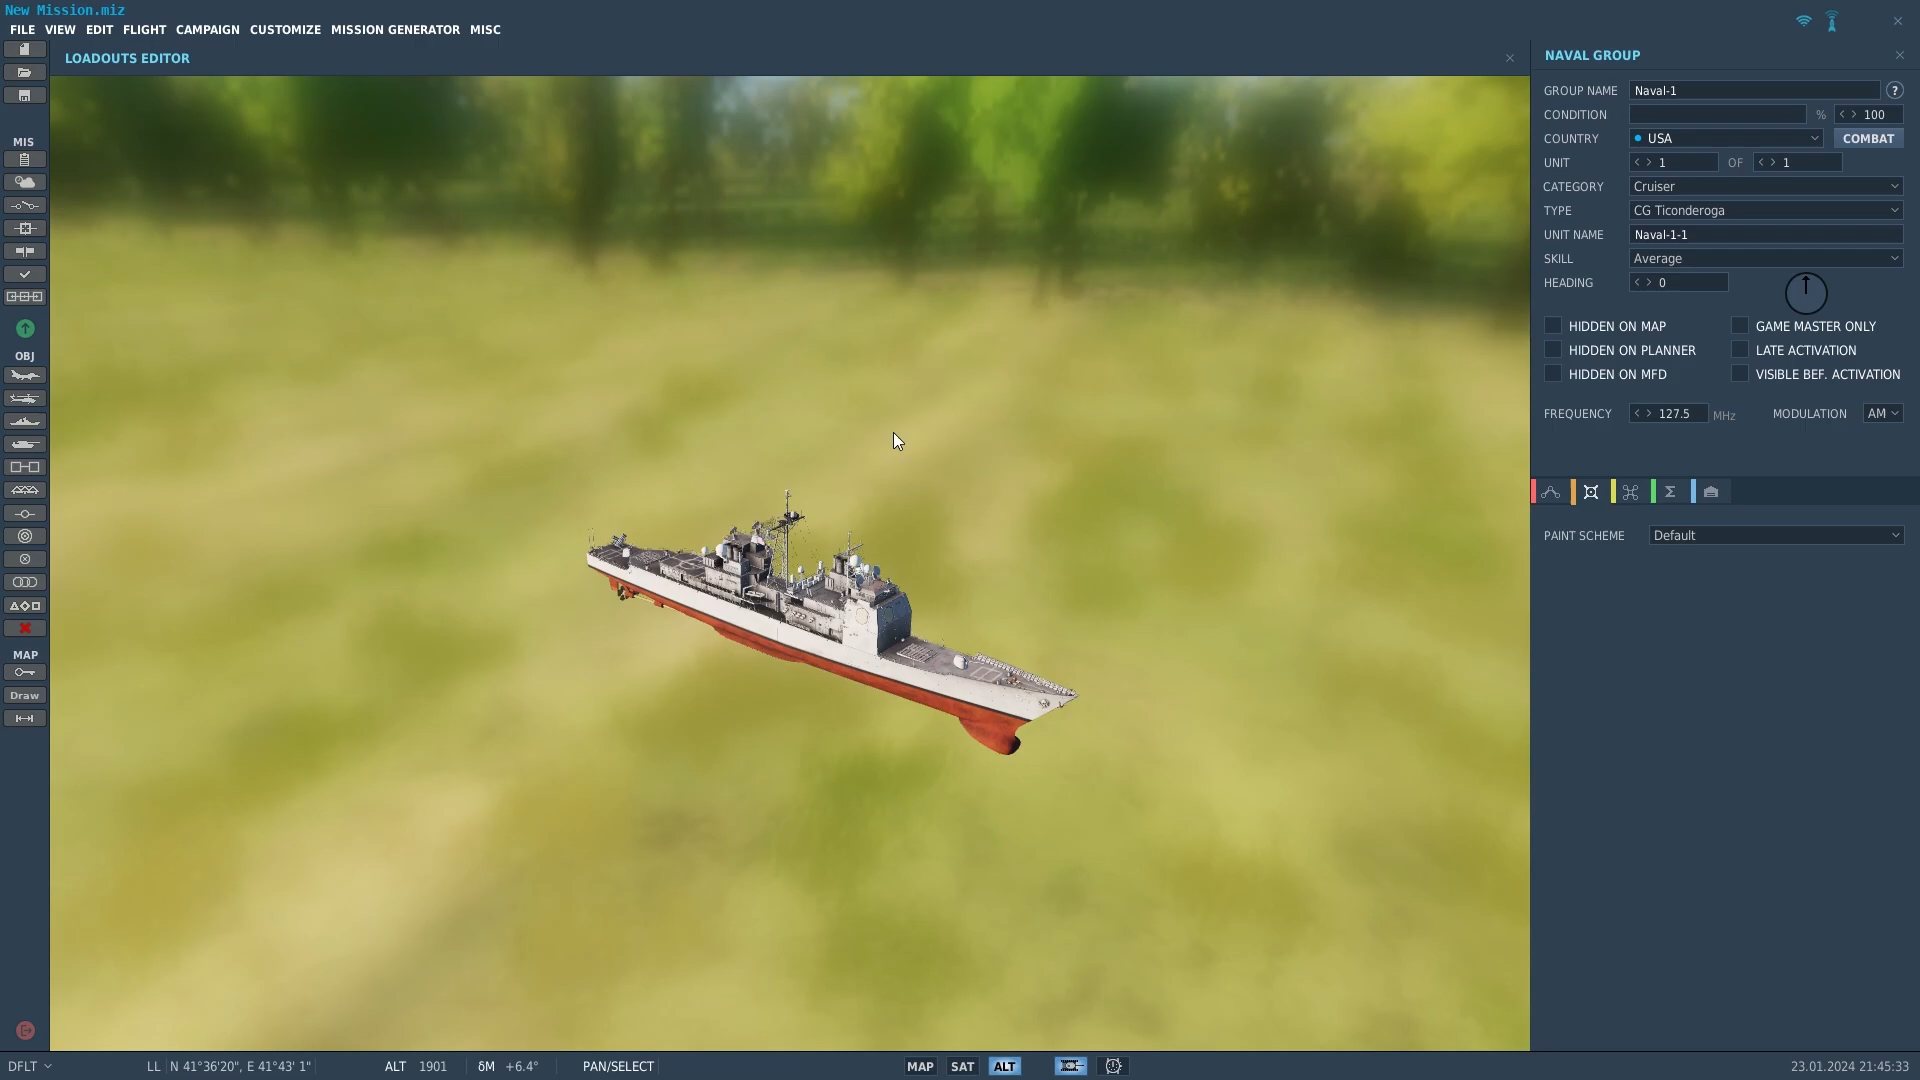 New Mission.miz
FILE VIEW EDIT FLIGHT CAMPAIGN CUSTOMIZE MISSION GENERATOR MISC
LOADOUTS EDITOR
MIS
OBJ
MAP
Draw
NAVAL GROUP
GROUP NAME Naval-1 ?
CONDITION % < > 100
COUNTRY USA COMBAT
UNIT < > 1 OF < > 1
CATEGORY Cruiser
TYPE CG Ticonderoga
UNIT NAME Naval-1-1
SKILL Average
HEADING < > 0
HIDDEN ON MAP GAME MASTER ONLY
HIDDEN ON PLANNER LATE ACTIVATION
HIDDEN ON MFD VISIBLE BEF. ACTIVATION
FREQUENCY < > 127.5 MHz MODULATION AM
Σ
PAINT SCHEME Default
DFLT LL N 41°36'20", E 41°43' 1" ALT 1901 δM +6.4° PAN/SELECT MAP SAT ALT 23.01.2024 21:45:33